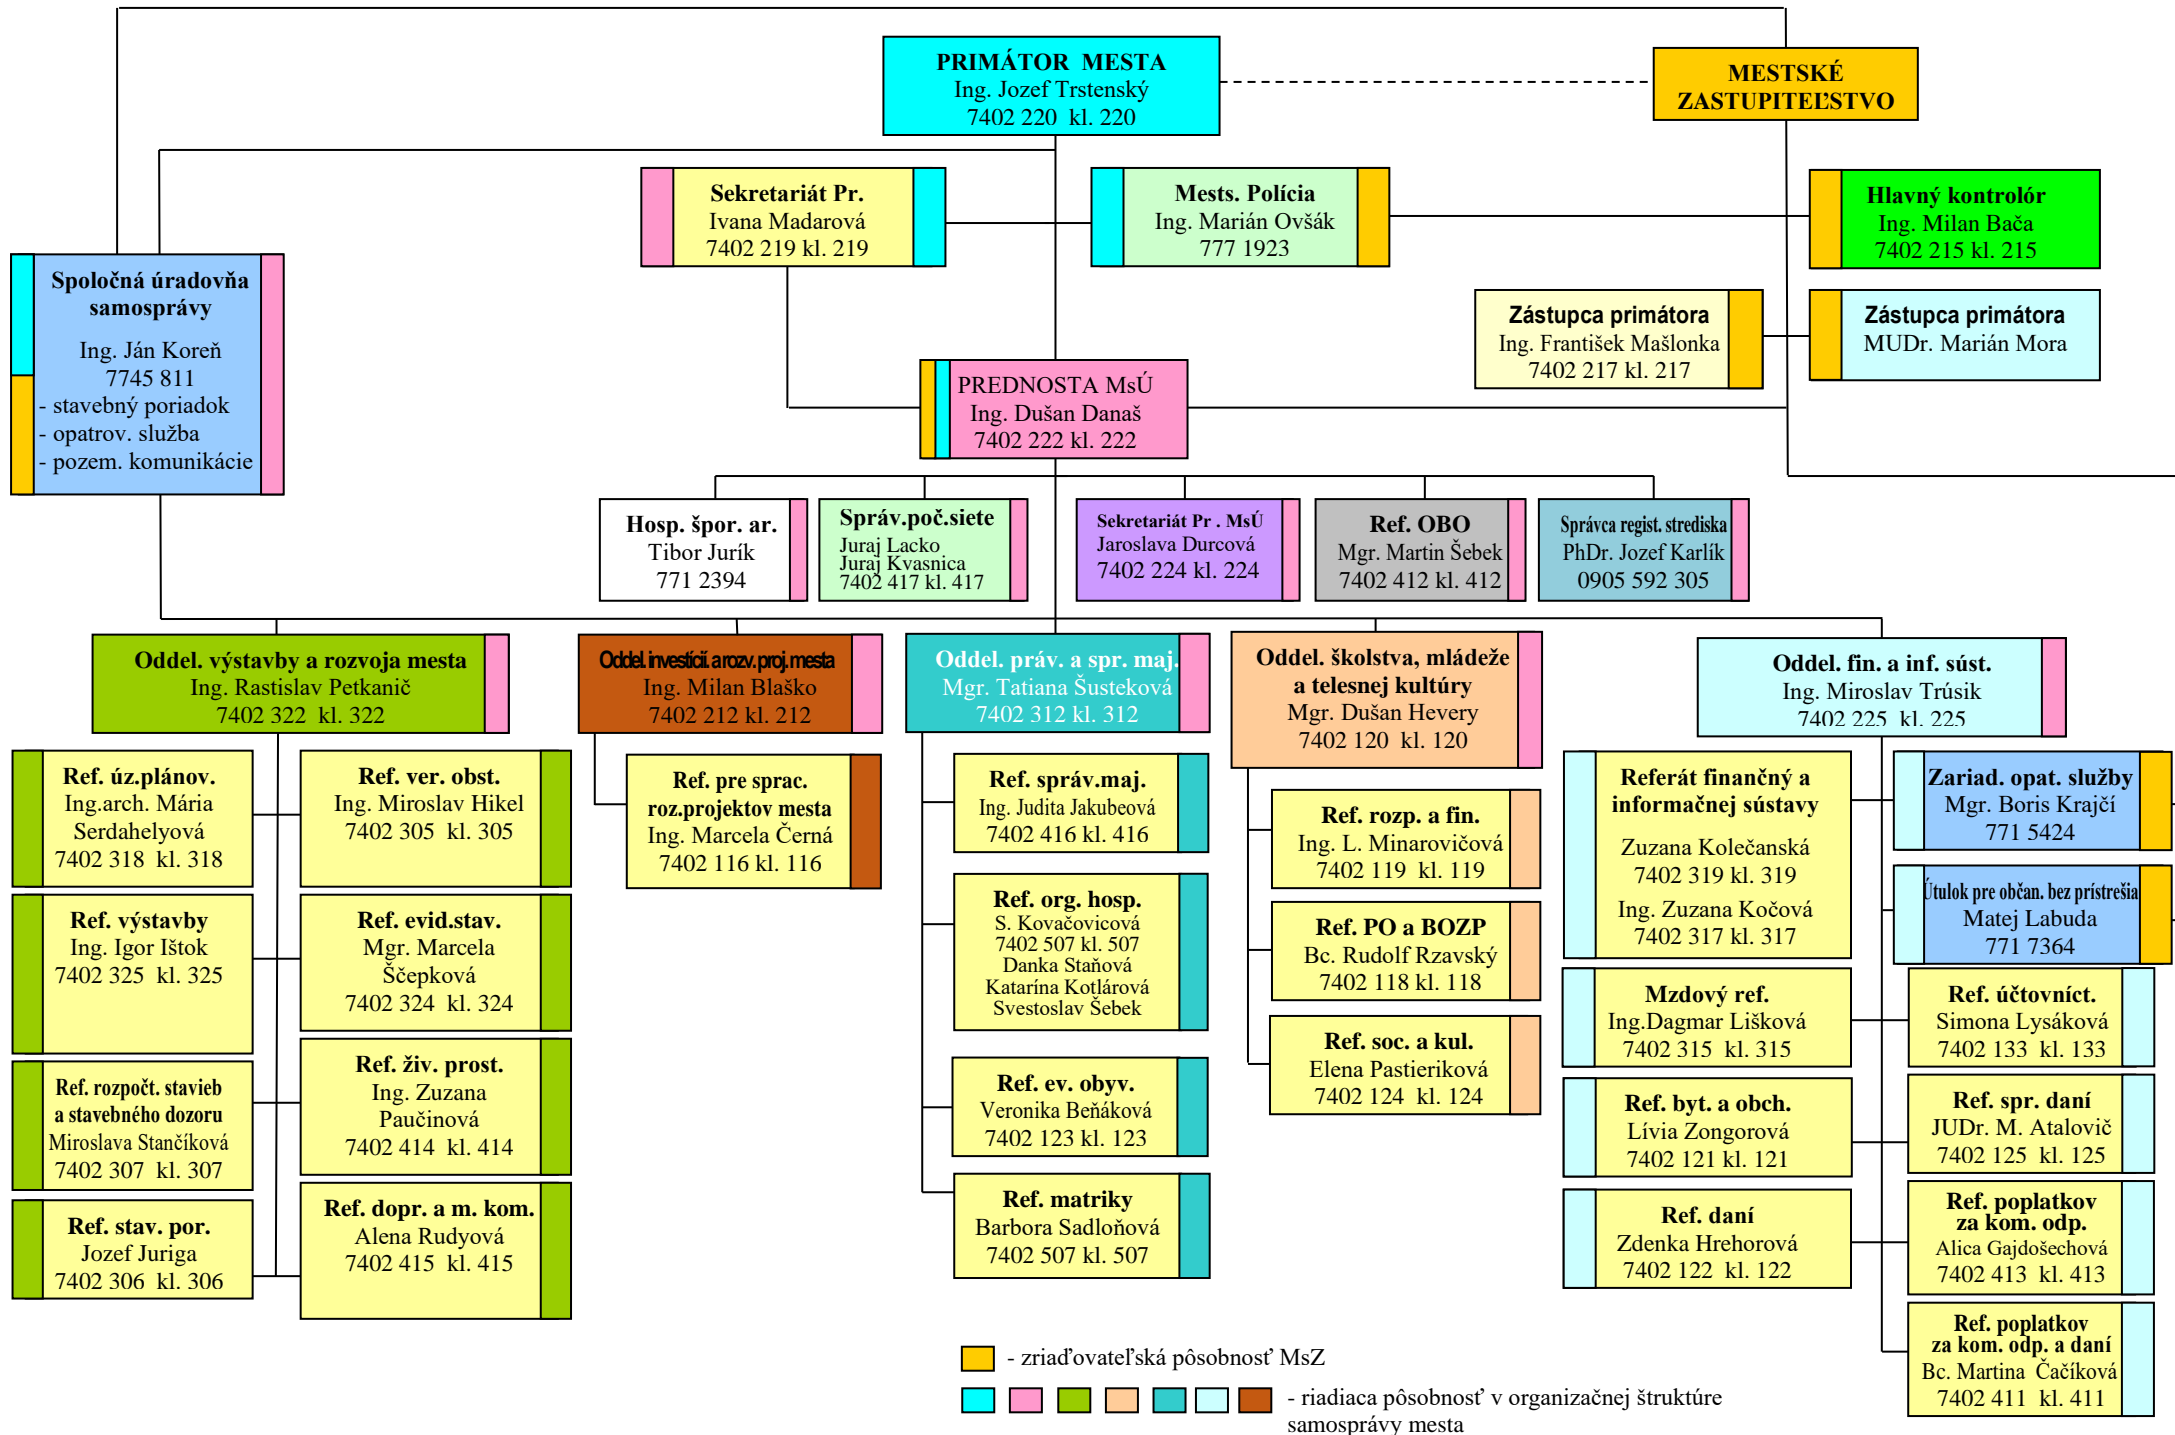 PRIMÁTOR MESTA
Ing. Jozef Trstenský
7402 220 kl. 220
MESTSKÉ
ZASTUPITEĽSTVO
Sekretariát Pr.
Ivana Madarová
7402 219 kl. 219
Mests. Polícia
Ing. Marián Ovšák
777 1923
Hlavný kontrolór
Ing. Milan Bača
7402 215 kl. 215
Spoločná úradovňa
samosprávy
Ing. Ján Koreň
7745 811
- stavebný poriadok
- opatrov. služba
- pozem. komunikácie
Zástupca primátora
Ing. František Mašlonka
7402 217 kl. 217
Zástupca primátora
MUDr. Marián Mora
PREDNOSTA MsÚ
Ing. Dušan Današ
7402 222 kl. 222
Hosp. špor. ar.
Tibor Jurík
771 2394
Správ.poč.siete
Juraj Lacko
Juraj Kvasnica
7402 417 kl. 417
Sekretariát Pr . MsÚ
Jaroslava Durcová
7402 224 kl. 224
Ref. OBO
Mgr. Martin Šebek
7402 412 kl. 412
Správca regist. strediska
PhDr. Jozef Karlík
0905 592 305
Oddel. výstavby a rozvoja mesta
Ing. Rastislav Petkanič
7402 322 kl. 322
Oddel. investícií a rozv. proj. mesta
Ing. Milan Blaško
7402 212 kl. 212
Oddel. práv. a spr. maj.
Mgr. Tatiana Šusteková
7402 312 kl. 312
Oddel. školstva, mládeže
a telesnej kultúry
Mgr. Dušan Hevery
7402 120 kl. 120
Oddel. fin. a inf. súst.
Ing. Miroslav Trúsik
7402 225 kl. 225
Ref. úz.plánov.
Ing.arch. Mária
Serdahelyová
7402 318 kl. 318
Ref. ver. obst.
Ing. Miroslav Hikel
7402 305 kl. 305
Ref. výstavby
Ing. Igor Ištok
7402 325 kl. 325
Ref. evid.stav.
Mgr. Marcela
Ščepková
7402 324 kl. 324
Ref. rozpočt. stavieb
a stavebného dozoru
Miroslava Stančíková
7402 307 kl. 307
Ref. živ. prost.
Ing. Zuzana
Paučinová
7402 414 kl. 414
Ref. stav. por.
Jozef Juriga
7402 306 kl. 306
Ref. dopr. a m. kom.
Alena Rudyová
7402 415 kl. 415
Ref. pre sprac.
roz.projektov mesta
Ing. Marcela Černá
7402 116 kl. 116
Ref. správ.maj.
Ing. Judita Jakubeová
7402 416 kl. 416
Ref. org. hosp.
S. Kovačovicová
7402 507 kl. 507
Danka Staňová
Katarína Kotlárová
Svestoslav Šebek
Ref. ev. obyv.
Veronika Beňáková
7402 123 kl. 123
Ref. matriky
Barbora Sadloňová
7402 507 kl. 507
Ref. rozp. a fin.
Ing. L. Minarovičová
7402 119 kl. 119
Ref. PO a BOZP
Bc. Rudolf Rzavský
7402 118 kl. 118
Ref. soc. a kul.
Elena Pastieriková
7402 124 kl. 124
Referát finančný a
informačnej sústavy
Zuzana Kolečanská
7402 319 kl. 319
Ing. Zuzana Kočová
7402 317 kl. 317
Zariad. opat. služby
Mgr. Boris Krajčí
771 5424
Útulok pre občan. bez prístrešia
Matej Labuda
771 7364
Mzdový ref.
Ing.Dagmar Lišková
7402 315 kl. 315
Ref. účtovníct.
Simona Lysáková
7402 133 kl. 133
Ref. byt. a obch.
Lívia Zongorová
7402 121 kl. 121
Ref. spr. daní
JUDr. M. Atalovič
7402 125 kl. 125
Ref. daní
Zdenka Hrehorová
7402 122 kl. 122
Ref. poplatkov
za kom. odp.
Alica Gajdošechová
7402 413 kl. 413
Ref. poplatkov
za kom. odp. a daní
Bc. Martina Čačíková
7402 411 kl. 411
- zriaďovateľská pôsobnosť MsZ
- riadiaca pôsobnosť v organizačnej štruktúre
samosprávy mesta